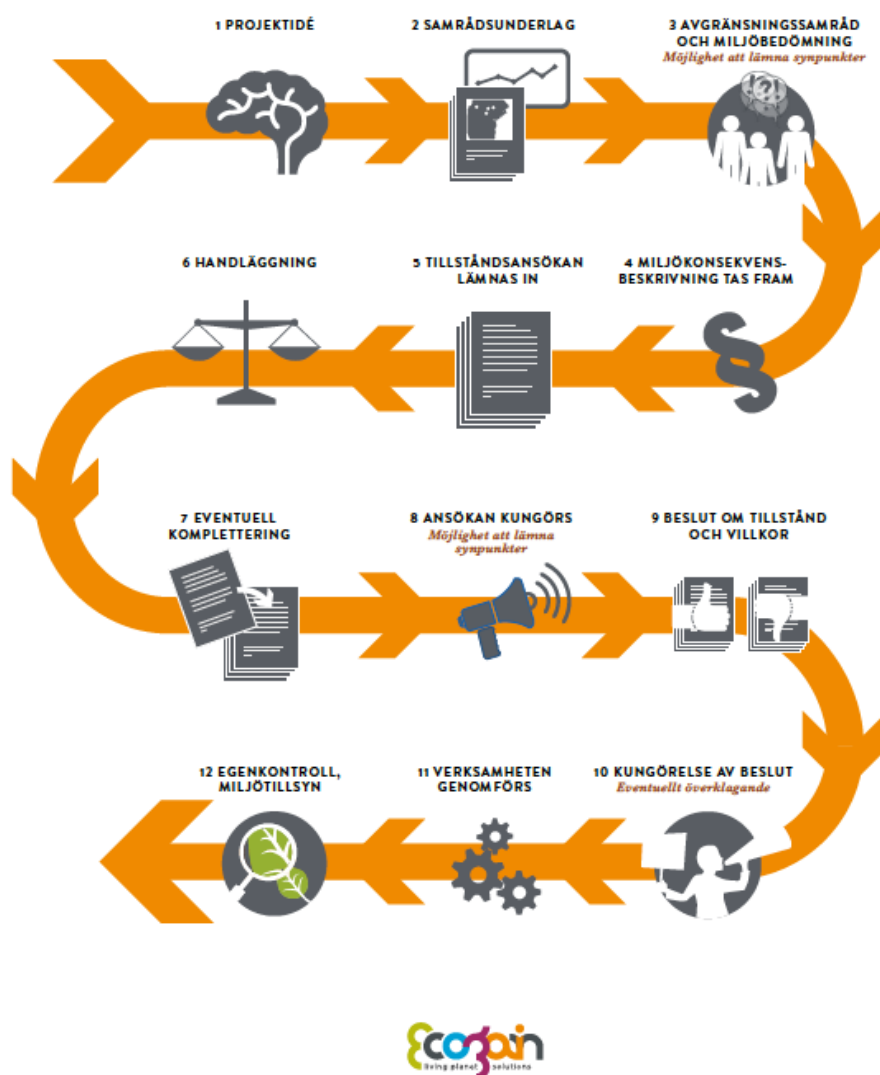 1 PROJEKTIDÉ
2 SAMRÅDSUNDERLAG
3 AVGRÄNSNINGSSAMRÅD
OCH MILJÖBEDÖMNING
Möjlighet att lämna synpunkter
?
6 HANDLÄGGNING
5 TILLSTÅNDSANSÖKAN
LÄMNAS IN
4 MILJÖKONSEKVENS-
BESKRIVNING TAS FRAM
§
7 EVENTUELL
KOMPLETTERING
8 ANSÖKAN KUNGÖRS
Möjlighet att lämna
synpunkter
9 BESLUT OM TILLSTÅND
OCH VILLKOR
12 EGENKONTROLL,
MILJÖTILLSYN
11 VERKSAMHETEN
GENOMFÖRS
10 KUNGÖRELSE AV BESLUT
Eventuellt överklagande
ecogain
living planet solutions